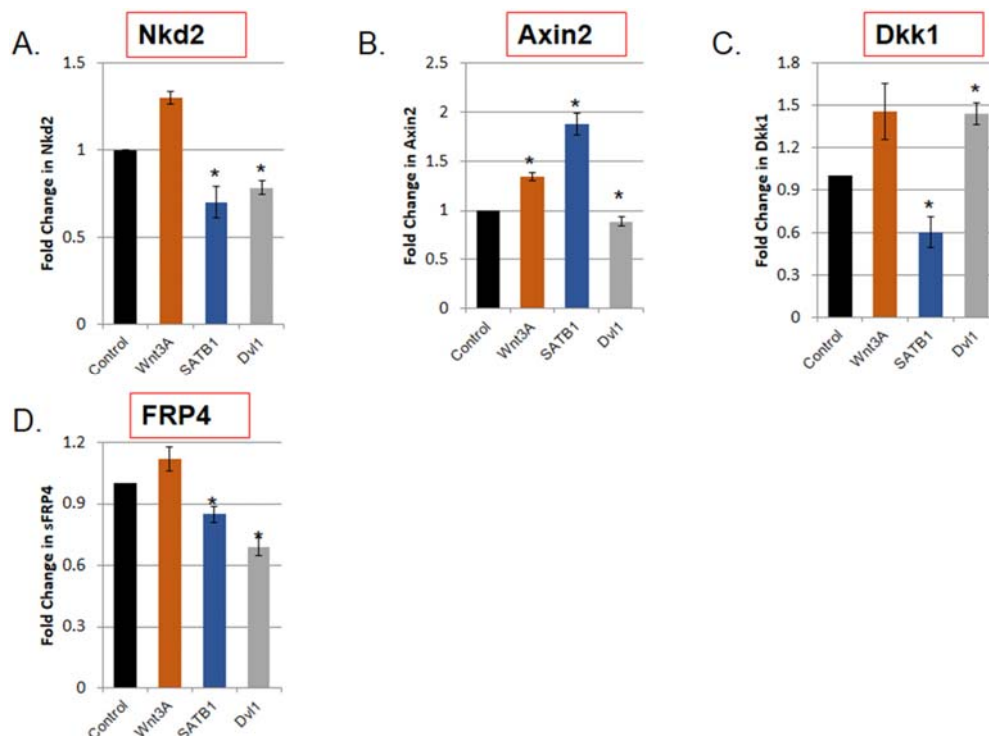 A.
Nkd2
Fold Change in Nkd2
1.5
1
0.5
0
*
*
Control
Wnt3A
SATB1
Dvl1
B.
Axin2
Fold Change in Axin2
2.5
2
1.5
1
0.5
0
*
*
*
Control
Wnt3A
SATB1
Dvl1
C.
Dkk1
Fold Change in Dkk1
1.8
1.5
1.2
0.9
0.6
0.3
0
*
*
Control
Wnt3A
SATB1
Dvl1
D.
FRP4
Fold Change in sFRP4
1.2
0.9
0.6
0.3
0
*
*
Control
Wnt3A
SATB1
Dvl1